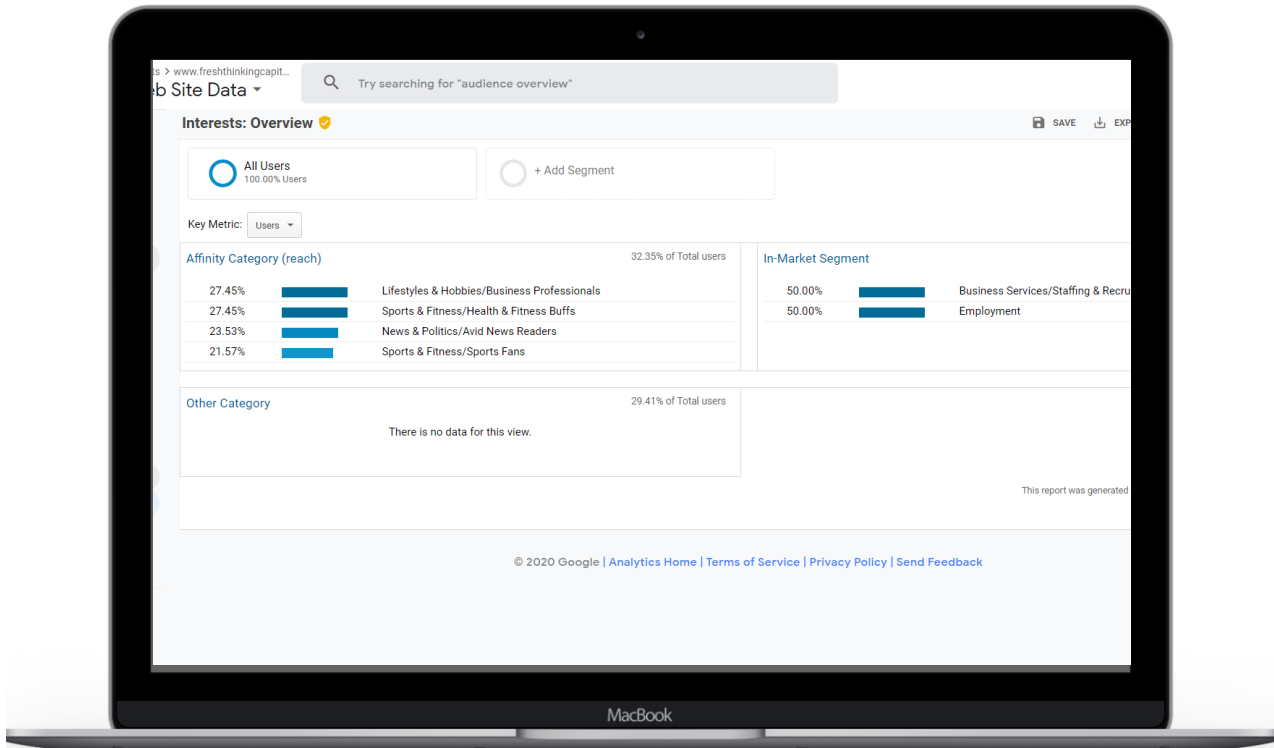 ts > www.freshthinkingcapit...
eb Site Data
Try searching for "audience overview"
Interests: Overview
SAVE
EXP
All Users
100.00% Users
+ Add Segment
Key Metric:
Users
Affinity Category (reach)
32.35% of Total users
27.45% Lifestyles & Hobbies/Business Professionals
27.45% Sports & Fitness/Health & Fitness Buffs
23.53% News & Politics/Avid News Readers
21.57% Sports & Fitness/Sports Fans
In-Market Segment
50.00% Business Services/Staffing & Recru
50.00% Employment
Other Category
29.41% of Total users
There is no data for this view.
This report was generated
© 2020 Google | Analytics Home | Terms of Service | Privacy Policy | Send Feedback
MacBook